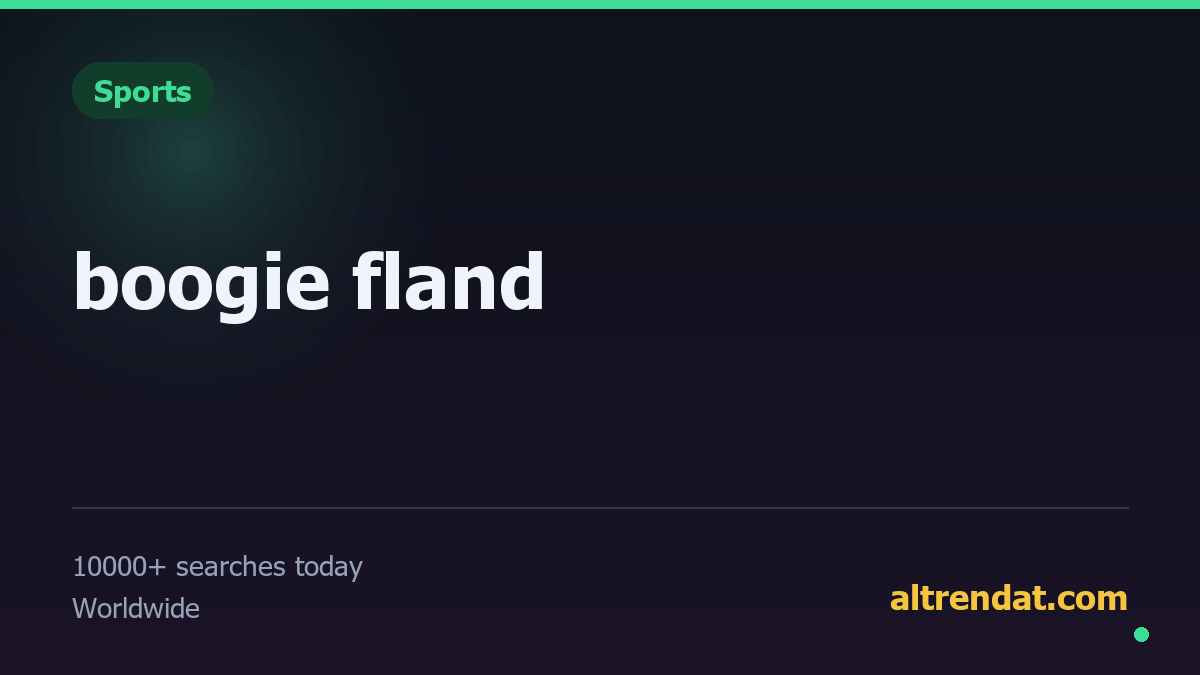 Sports
boogie fland
10000+ searches today
Worldwide
altrendat.com